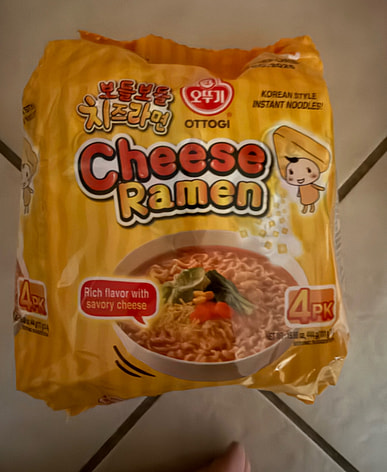 보들보들
치즈라면
오뚜기
OTTOGI
KOREAN STYLE
INSTANT NOODLES!
Cheese
Ramen
Rich flavor with
savory cheese
4PK
4PK